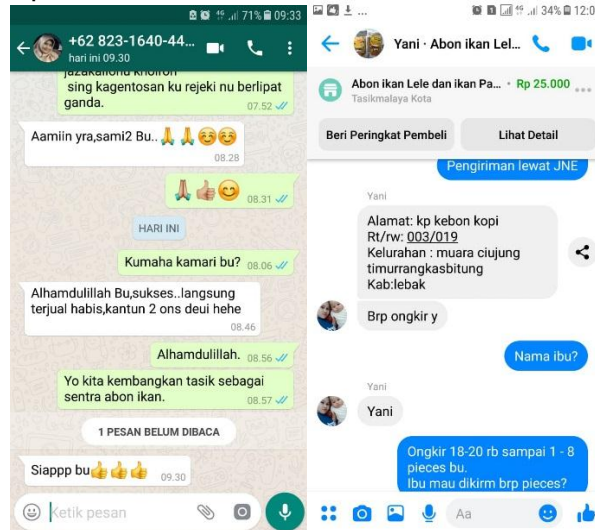 71% 09:33
+62 823-1640-44...
hari ini 09.30
jazakallohu khoiron
sing kagentosan ku rejeki nu berlipat
ganda. 07.52
Aamiin yra,sami2 Bu..
08.28
08.31
HARI INI
Kumaha kamari bu? 08.06
Alhamdulillah Bu,sukses..langsung
terjual habis,kantun 2 ons deui hehe
08.46
Alhamdulillah. 08.56
Yo kita kembangkan tasik sebagai
sentra abon ikan. 08.57
1 PESAN BELUM DIBACA
Siappp bu 09.30
Ketik pesan
34% 12:0
Yani · Abon ikan Lel...
Abon ikan Lele dan ikan Pa... · Rp 25.000
Tasikmalaya Kota
Beri Peringkat Pembeli
Lihat Detail
Pengiriman lewat JNE
Yani
Alamat: kp kebon kopi
Rt/rw: 003/019
Kelurahan : muara ciujung
timurrangkasbitung
Kab:lebak
Brp ongkir y
Nama ibu?
Yani
Yani
Ongkir 18-20 rb sampai 1 - 8
pieces bu.
Ibu mau dikirm brp pieces?
Aa